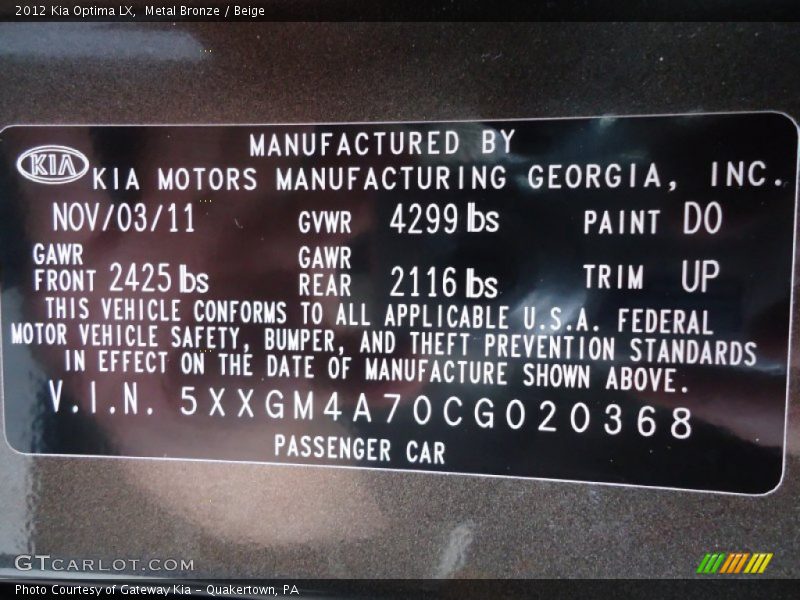 2012 Kia Optima LX, Metal Bronze / Beige
MANUFACTURED BY
KIA KIA MOTORS MANUFACTURING GEORGIA, INC.
NOV/03/11 GVWR 4299 lbs PAINT D0
GAWR FRONT 2425 lbs GAWR REAR 2116 lbs TRIM UP
THIS VEHICLE CONFORMS TO ALL APPLICABLE U.S.A. FEDERAL
MOTOR VEHICLE SAFETY, BUMPER, AND THEFT PREVENTION STANDARDS
IN EFFECT ON THE DATE OF MANUFACTURE SHOWN ABOVE.
V.I.N. 5XXGM4A70CG020368
PASSENGER CAR
GTCARLOT.COM
Photo Courtesy of Gateway Kia - Quakertown, PA